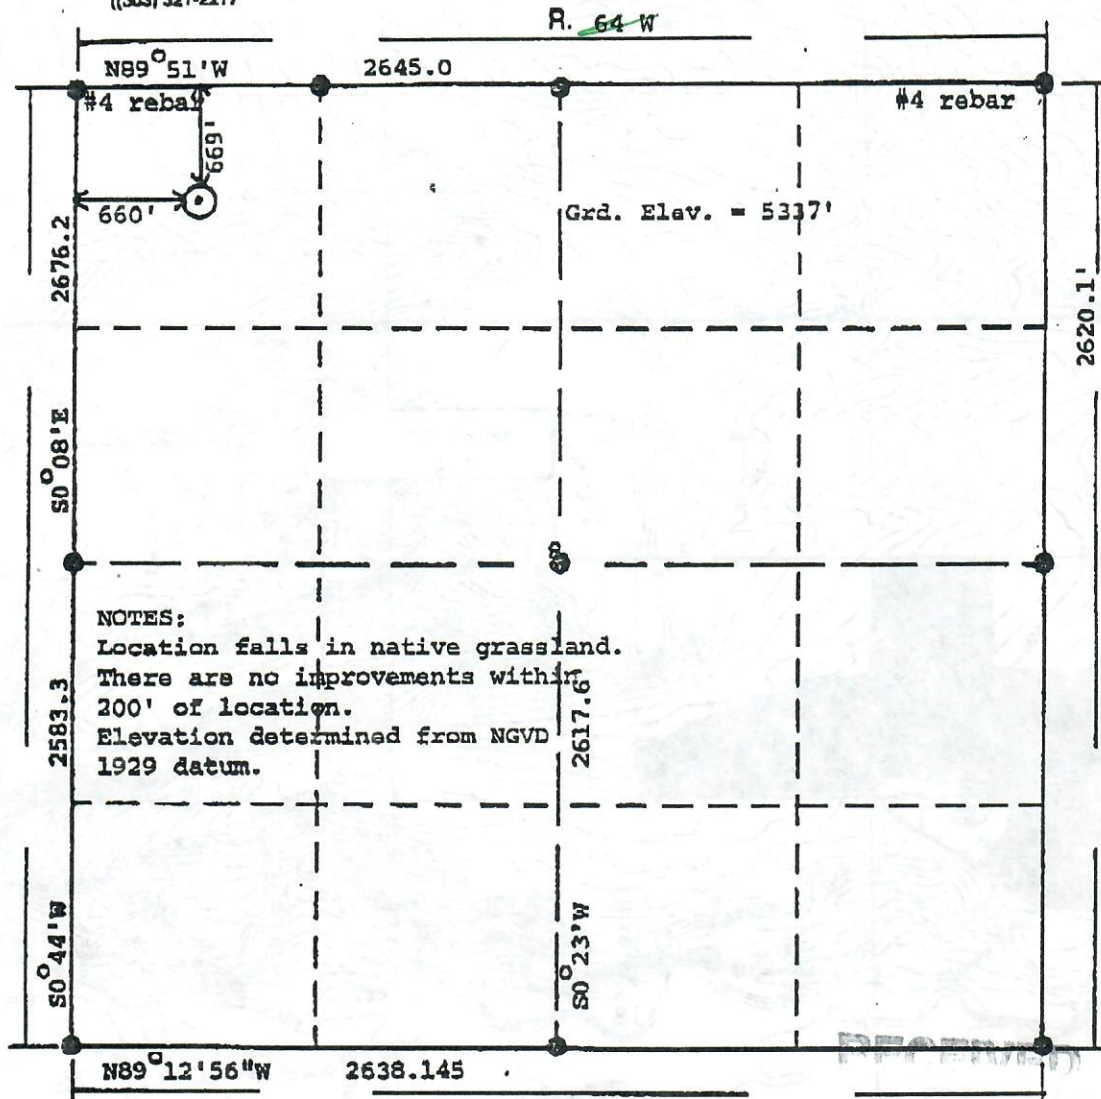 R. 64 W
N89°51'W 2645.0
#4 rebar #4 rebar
669'
660'
Grd. Elev. = 5337'
2676.2
2620.1'
S0°08'E
NOTES:
Location falls in native grassland.
There are no improvements within
200' of location.
Elevation determined from NGVD
1929 datum.
2583.3
2617.6
S0°44'W
S0°23'W
RECEIVED
N89°12'56"W 2638.145